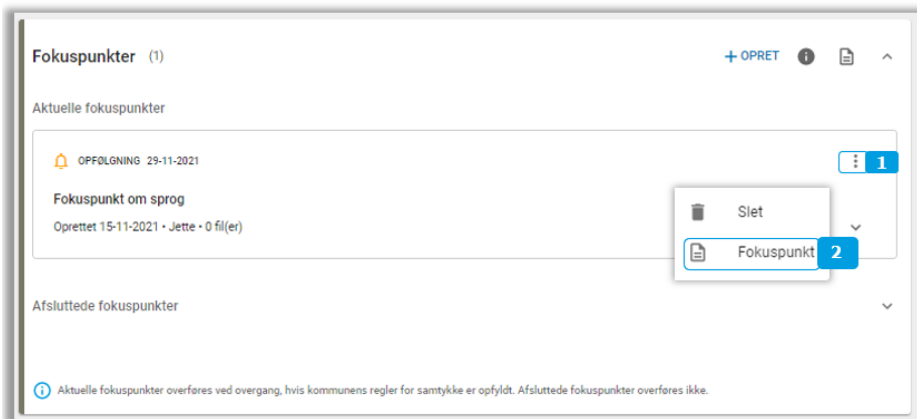 Fokuspunkter (1) + OPRET
Aktuelle fokuspunkter
OPFØLGNING 29-11-2021
1
Fokuspunkt om sprog
Oprettet 15-11-2021 • Jette • 0 fil(er)
Slet
Fokuspunkt 2
Afsluttede fokuspunkter
Aktuelle fokuspunkter overføres ved overgang, hvis kommunens regler for samtykke er opfyldt. Afsluttede fokuspunkter overføres ikke.